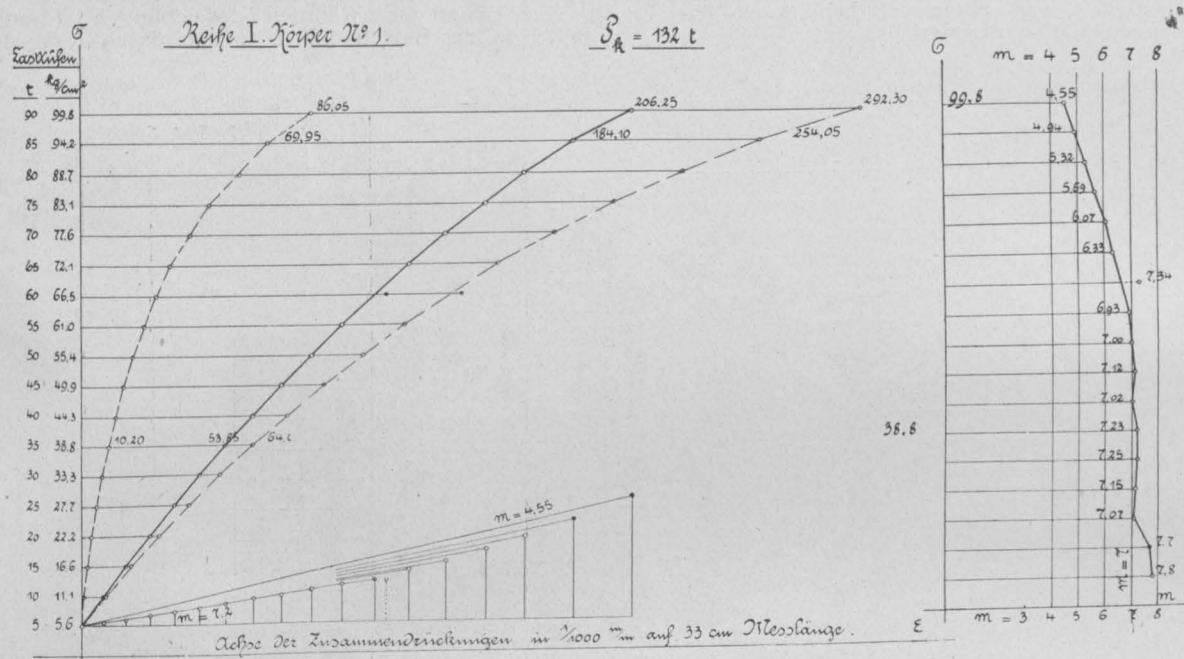 σ Reihe I. Körper Nº 1. P_R = 132 t σ
Laststufen m = 4 5 6 7 8
t kg/cm²
90 99.8 86,05 206,25 292,30 99.8 4.55
85 94.2 69,95 184,10 254,05 4.94
80 88.7 5,32
75 83,1 5,69
70 77.6 6,07
65 72,1 6,33
60 66,5 7,34
55 61,0 6,93
50 55,4 7,00
45 49,9 7,12
40 44.3 7,02
35 38,8 10,20 53,85 64,( 38.8 7,23
30 33,3 7,25
25 27,7 m = 4,55 7,15
20 22,2 7,07
15 16.6 7,7
10 11,1 m = 7,2 m = 7 7,8
5 5.6 m
m = 3 4 5 6 7 8
Achse der Zusammendrückungen in 1/1000 mm auf 33 cm Messlänge. ε